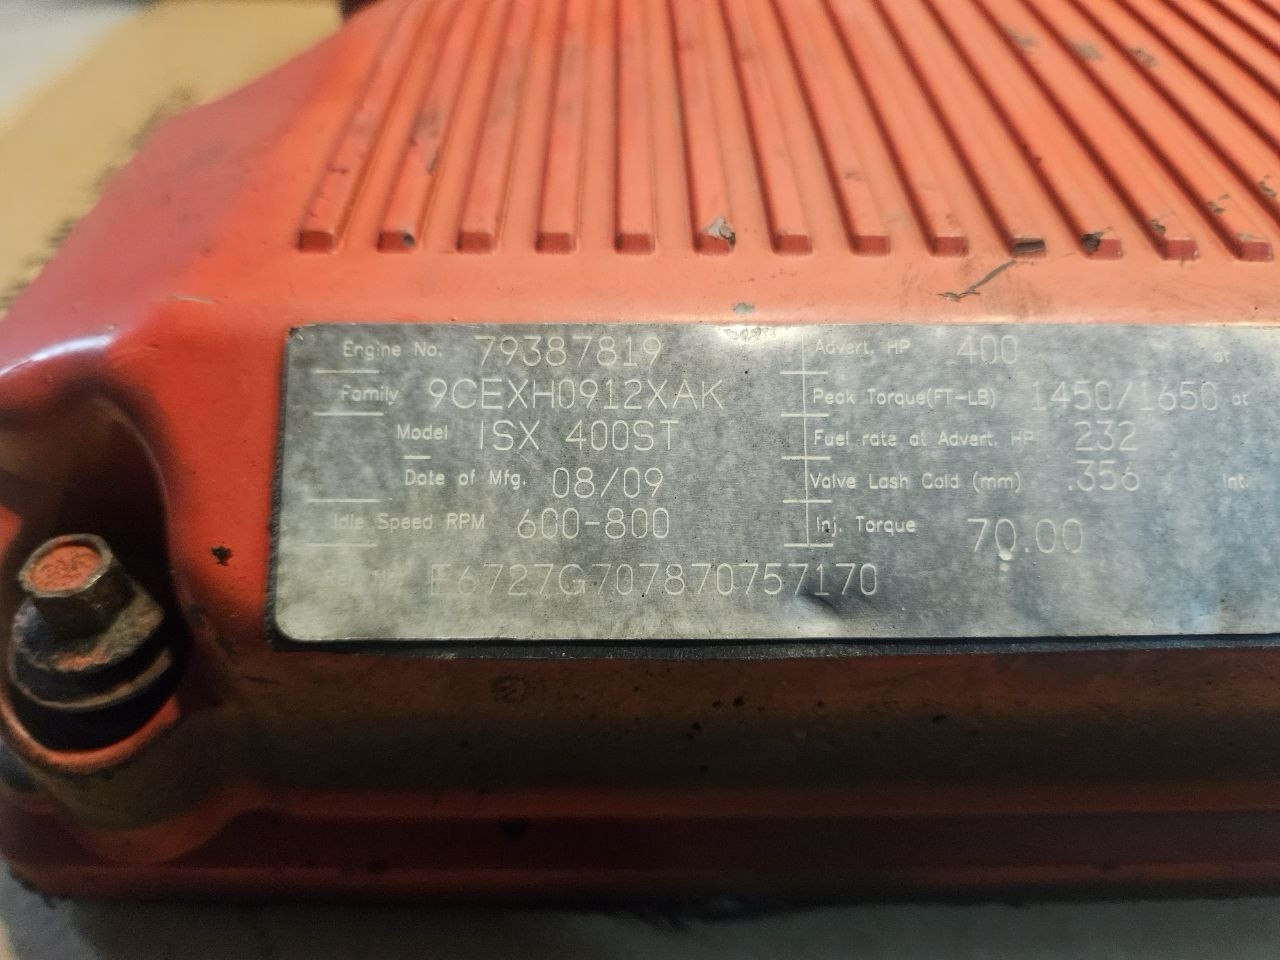 Engine No. 79387819 Advert. HP 400 at
Family 9CEXH0912XAK Peak Torque(FT-LB) 1450/1650 at
Model ISX 400ST Fuel rate at Advert. HP 232
Date of Mfg. 08/09 Valve Lash Cold (mm) .356 Int.
Idle Speed RPM 600-800 Inj. Torque 70.00
E6727G707870757170